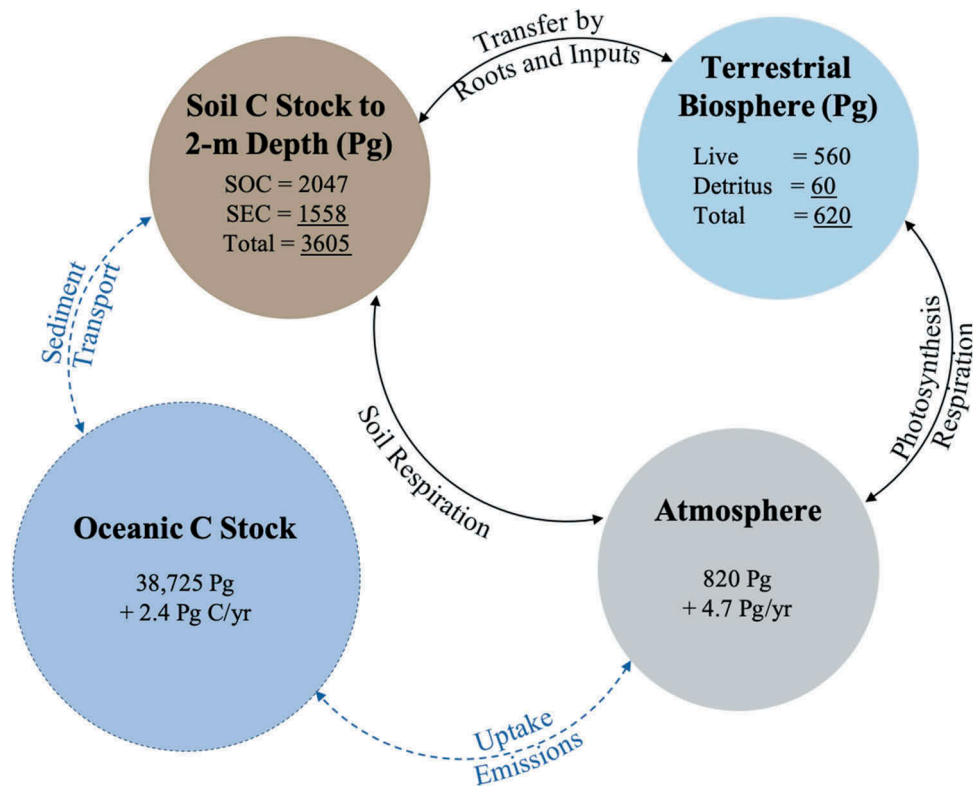 Transfer by
Roots and Inputs
Soil C Stock to
2-m Depth (Pg)
SOC = 2047
SEC = 1558
Total = 3605
Terrestrial
Biosphere (Pg)
Live = 560
Detritus = 60
Total = 620
Sediment
Transport
Photosynthesis
Respiration
Soil Respiration
Oceanic C Stock
38,725 Pg
+ 2.4 Pg C/yr
Atmosphere
820 Pg
+ 4.7 Pg/yr
Uptake
Emissions